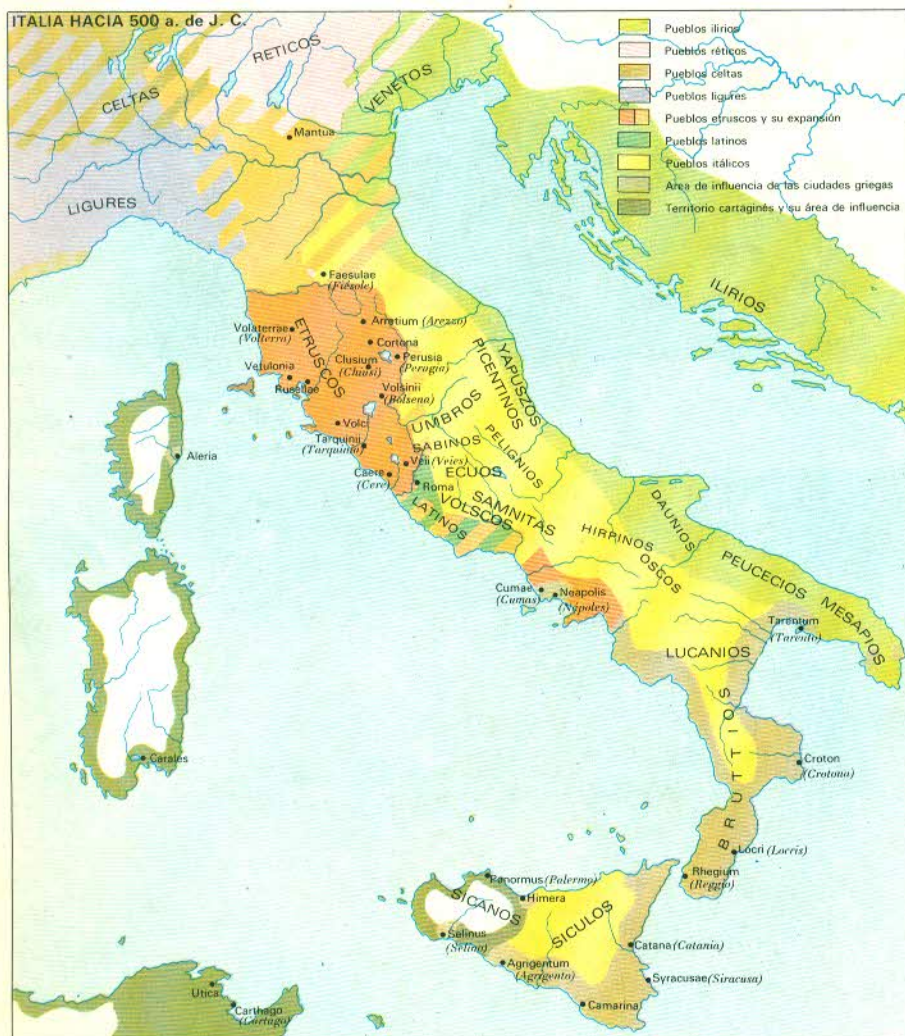 ITALIA HACIA 500 a. de J. C.
Pueblos ilirios
Pueblos réticos
Pueblos celtas
Pueblos ligures
Pueblos etruscos y su expansión
Pueblos latinos
Pueblos itálicos
Area de influencia de las ciudades griegas
Territorio cartaginés y su área de influencia
RETICOS
CELTAS
VENETOS
Mantua
LIGURES
ILIRIOS
Faesulae
(Fiésole)
ETRUSCOS
Volaterrae
(Volterra)
Arretium (Arezzo)
Cortona
Clusium
(Chiusi)
Perusia
(Perugia)
Vetulonia
Rusellae
Volsinii
(Bolsena)
Volci
Tarquinii
(Tarquinio)
Caere
(Cere)
Veii (Veies)
Roma
YAPUSZOS
PICENTINOS
UMBROS
PELIGNIOS
SABINOS
ECUOS
VOLSCOS
LATINOS
SAMNITAS
HIRPINOS
OSCOS
DAUNIOS
PEUCECIOS
MESAPIOS
Aleria
Cumae
(Cumas)
Neapolis
(Nápoles)
Tarentum
(Tarento)
LUCANIOS
BRUTTIOS
Carales
Croton
(Crotona)
Locri (Locris)
Rhegium
(Reggio)
Panormus (Palermo)
Himera
SICANOS
SICULOS
Selinus
(Selino)
Agrigentum
(Agrigento)
Catana (Catania)
Syracusae (Siracusa)
Camarina
Utica
Carthago
(Cartago)